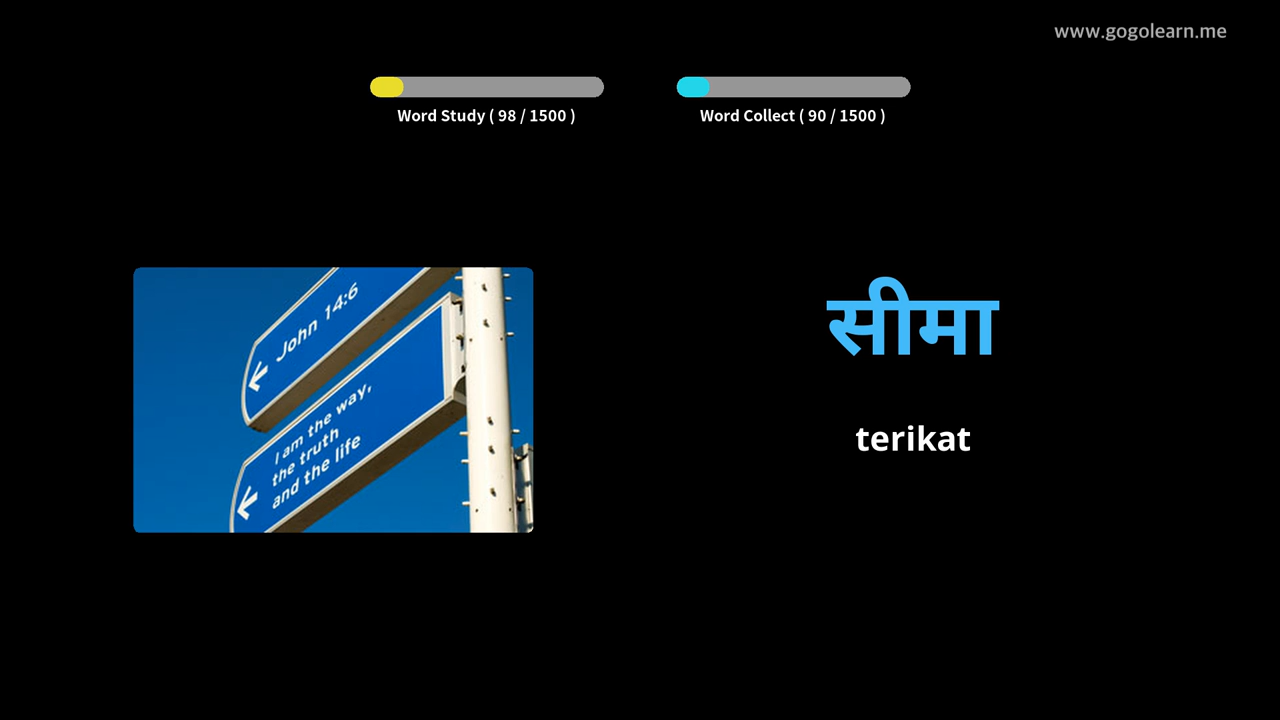 www.gogolearn.me
Word Study ( 98 / 1500 )
Word Collect ( 90 / 1500 )
John 14:6
I am the way,
the truth
and the life
सीमा
terikat